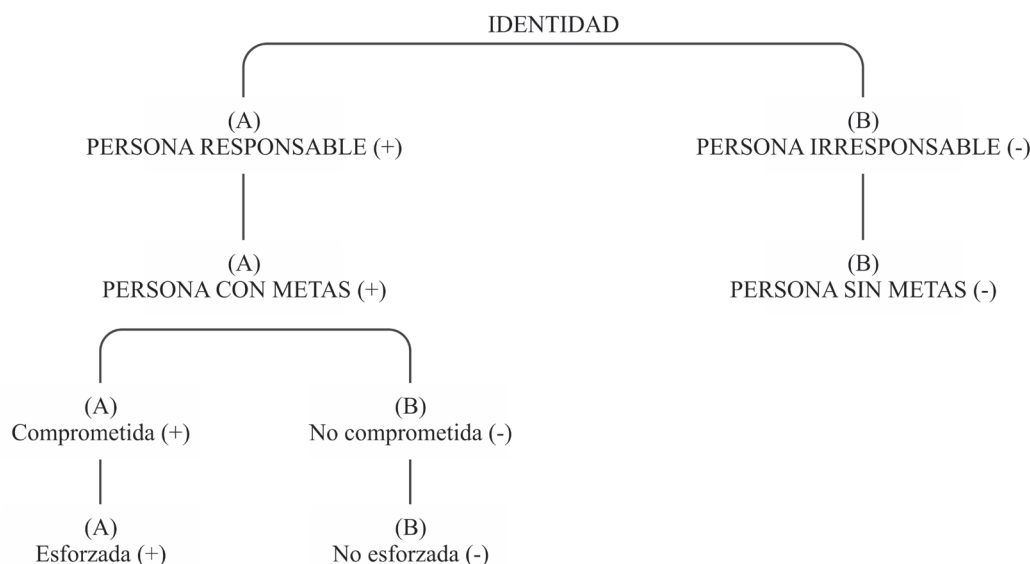 IDENTIDAD
(A)
PERSONA RESPONSABLE (+)
(B)
PERSONA IRRESPONSABLE (-)
(A)
PERSONA CON METAS (+)
(B)
PERSONA SIN METAS (-)
(A)
Comprometida (+)
(B)
No comprometida (-)
(A)
Esforzada (+)
(B)
No esforzada (-)